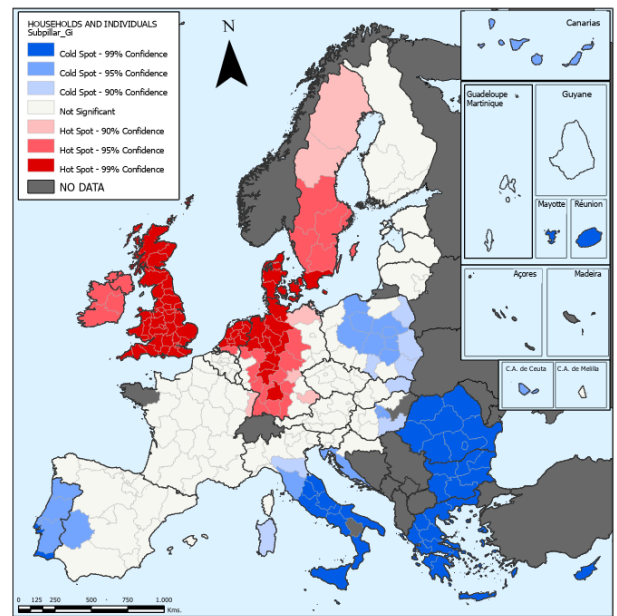 HOUSEHOLDS AND INDIVIDUALS
Subpillar_Gi
Cold Spot - 99% Confidence
Cold Spot - 95% Confidence
Cold Spot - 90% Confidence
Not Significant
Hot Spot - 90% Confidence
Hot Spot - 95% Confidence
Hot Spot - 99% Confidence
NO DATA
N
Canarias
Guadeloupe
Martinique
Guyane
Mayotte
Réunion
Açores
Madeira
C.A. de Ceuta
C.A. de Melilla
0 125 250 500 750 1.000
Kms.